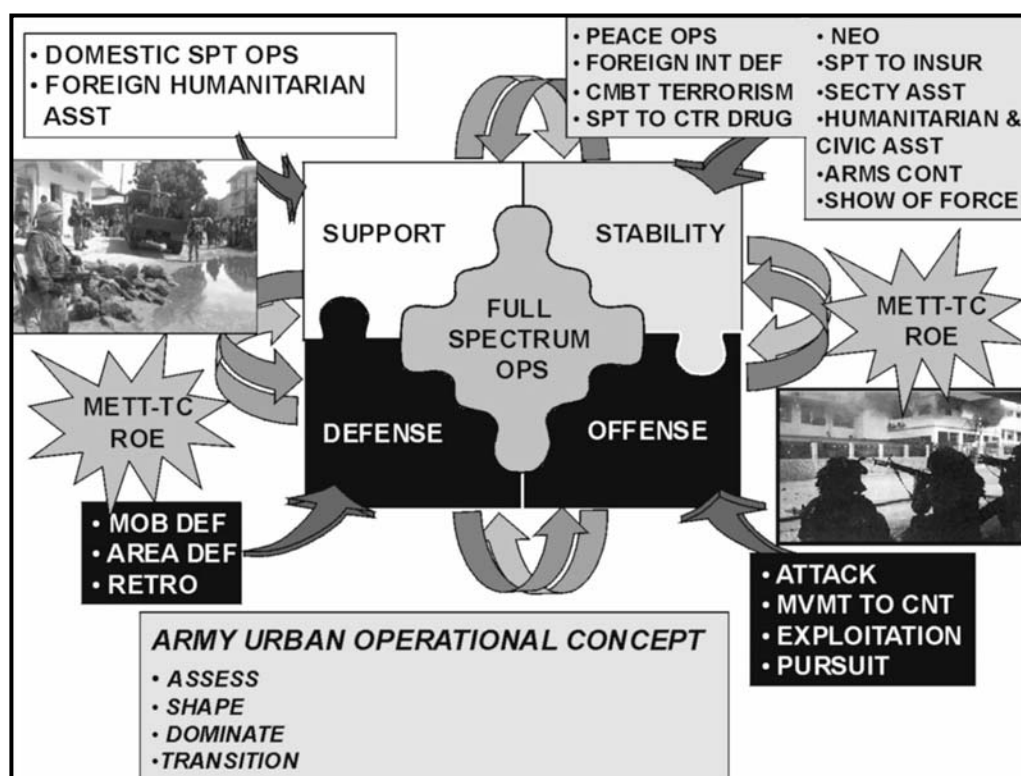 • DOMESTIC SPT OPS
• FOREIGN HUMANITARIAN
ASST
• PEACE OPS
• FOREIGN INT DEF
• CMBT TERRORISM
• SPT TO CTR DRUG
• NEO
•SPT TO INSUR
•SECTY ASST
•HUMANITARIAN &
CIVIC ASST
•ARMS CONT
•SHOW OF FORCE
SUPPORT
STABILITY
FULL
SPECTRUM
OPS
METT-TC
ROE
METT-TC
ROE
DEFENSE
OFFENSE
• MOB DEF
• AREA DEF
• RETRO
• ATTACK
• MVMT TO CNT
• EXPLOITATION
• PURSUIT
ARMY URBAN OPERATIONAL CONCEPT
• ASSESS
• SHAPE
• DOMINATE
•TRANSITION